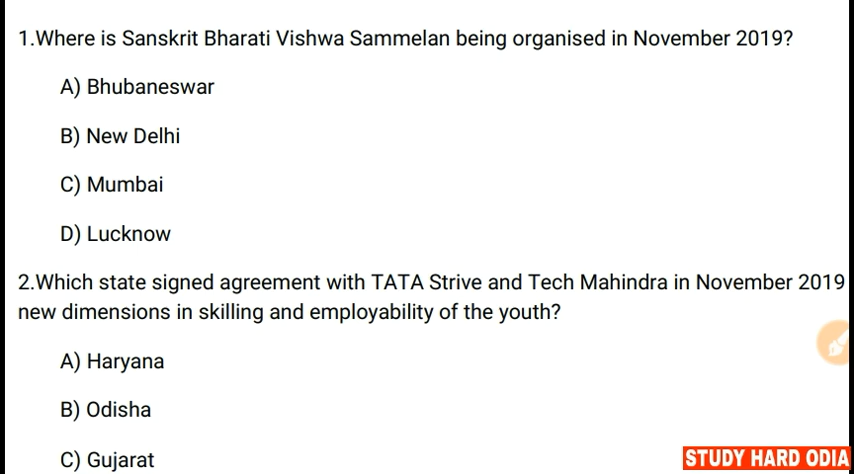 1.Where is Sanskrit Bharati Vishwa Sammelan being organised in November 2019?
A) Bhubaneswar
B) New Delhi
C) Mumbai
D) Lucknow
2.Which state signed agreement with TATA Strive and Tech Mahindra in November 2019
new dimensions in skilling and employability of the youth?
A) Haryana
B) Odisha
C) Gujarat
STUDY HARD ODIA